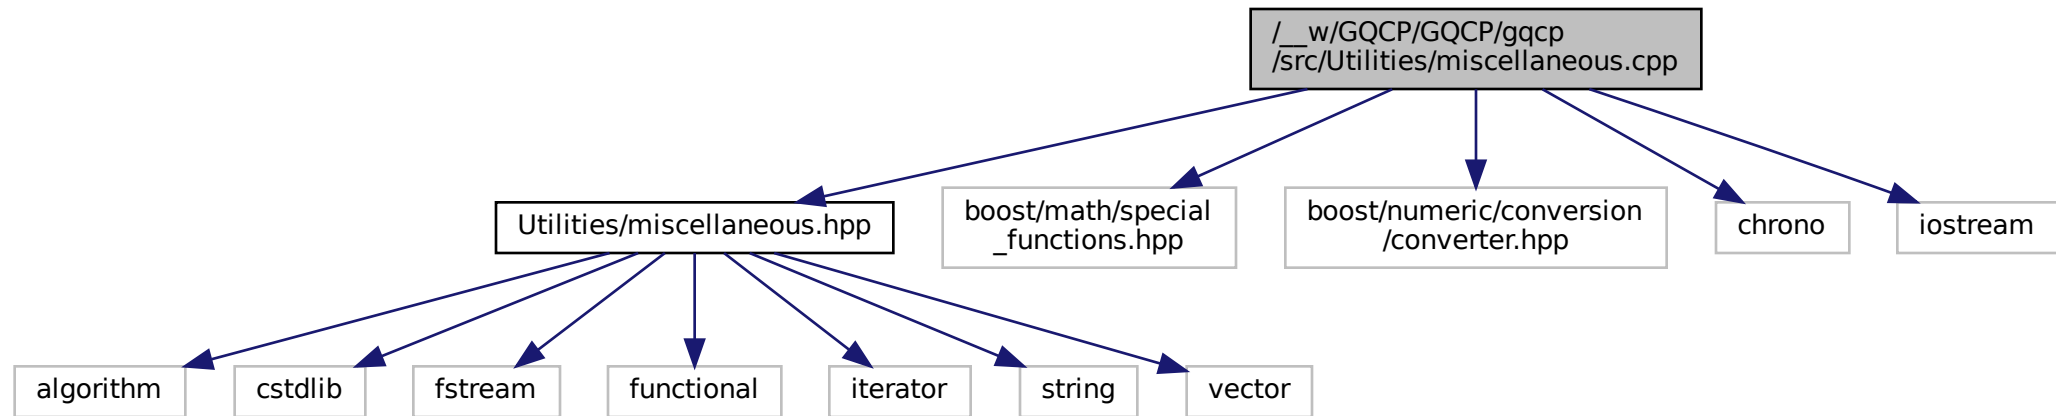 /__w/GQCP/GQCP/gqcp
/src/Utilities/miscellaneous.cpp
Utilities/miscellaneous.hpp
boost/math/special
_functions.hpp
boost/numeric/conversion
/converter.hpp
chrono
iostream
algorithm
cstdlib
fstream
functional
iterator
string
vector